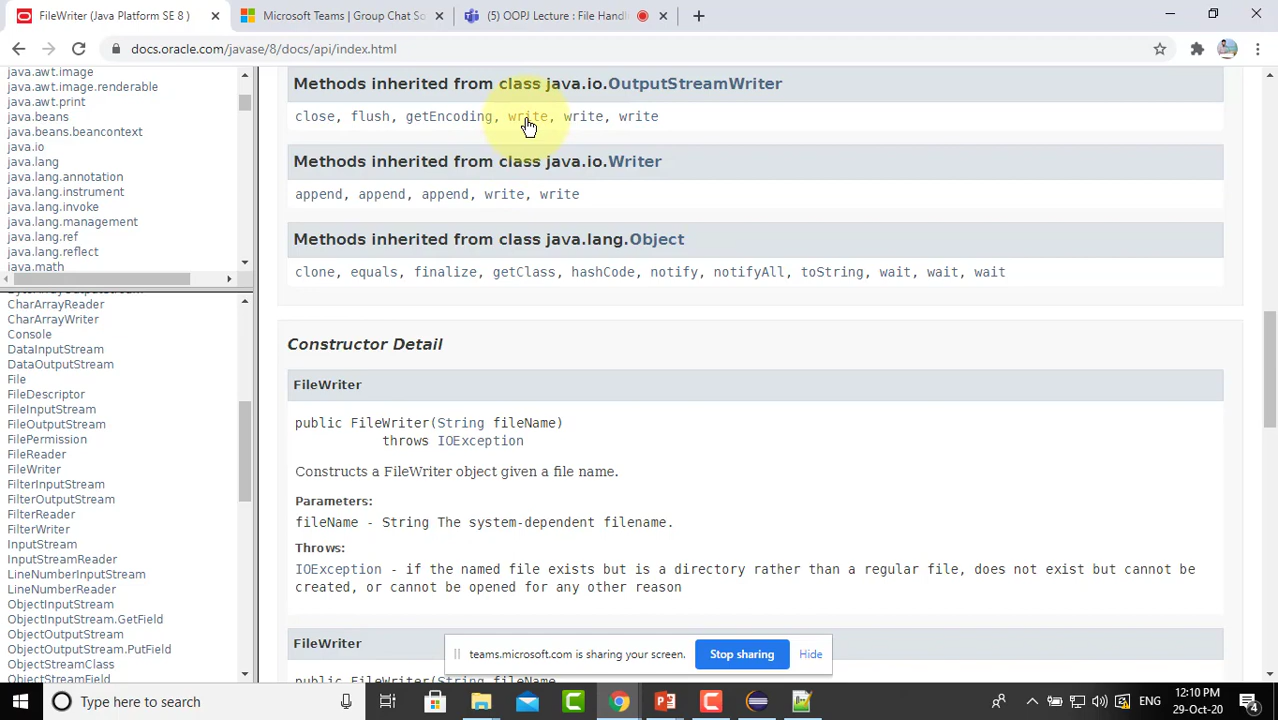 FileWriter (Java Platform SE 8 )
Microsoft Teams | Group Chat So
(5) OOPJ Lecture : File Handl
docs.oracle.com/javase/8/docs/api/index.html
java.awt.image
java.awt.image.renderable
java.awt.print
java.beans
java.beans.beancontext
java.io
java.lang
java.lang.annotation
java.lang.instrument
java.lang.invoke
java.lang.management
java.lang.ref
java.lang.reflect
java.math
CharArrayReader
CharArrayWriter
Console
DataInputStream
DataOutputStream
File
FileDescriptor
FileInputStream
FileOutputStream
FilePermission
FileReader
FileWriter
FilterInputStream
FilterOutputStream
FilterReader
FilterWriter
InputStream
InputStreamReader
LineNumberInputStream
LineNumberReader
ObjectInputStream
ObjectInputStream.GetField
ObjectOutputStream
ObjectOutputStream.PutField
ObjectStreamClass
Methods inherited from class java.io.OutputStreamWriter
close, flush, getEncoding, write, write, write
Methods inherited from class java.io.Writer
append, append, append, write, write
Methods inherited from class java.lang.Object
clone, equals, finalize, getClass, hashCode, notify, notifyAll, toString, wait, wait, wait
Constructor Detail
FileWriter
public FileWriter(String fileName)
throws IOException
Constructs a FileWriter object given a file name.
Parameters:
fileName - String The system-dependent filename.
Throws:
IOException - if the named file exists but is a directory rather than a regular file, does not exist but cannot be
created, or cannot be opened for any other reason
FileWriter
public FileWriter(String fileName,
teams.microsoft.com is sharing your screen.
Stop sharing
Hide
Type here to search
ENG
12:10 PM
29-Oct-20
4